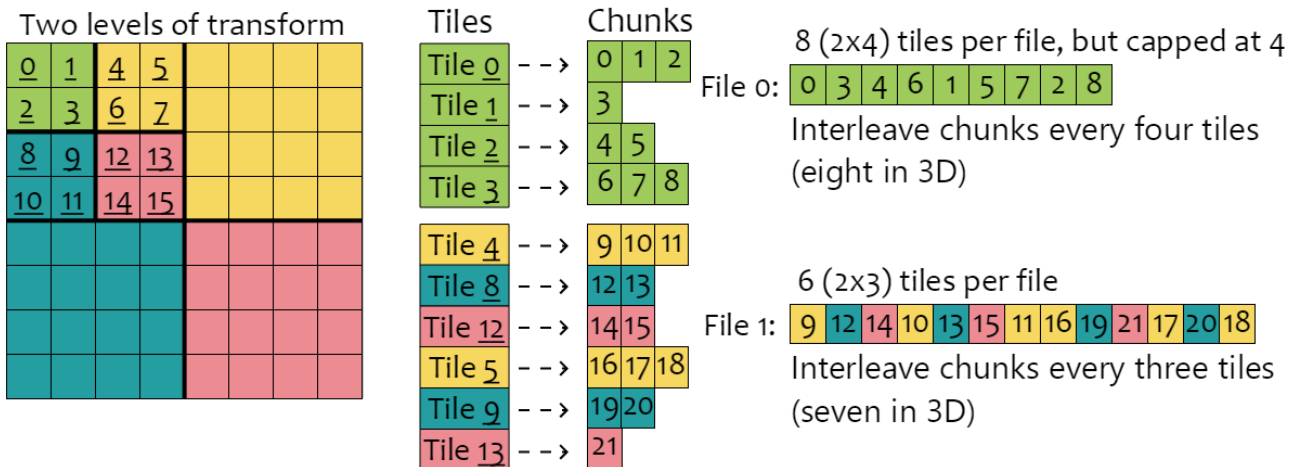 Two levels of transform
0 1 4 5
2 3 6 7
8 9 12 13
10 11 14 15
Tiles Chunks
Tile 0 --> 0 1 2
Tile 1 --> 3
Tile 2 --> 4 5
Tile 3 --> 6 7 8
Tile 4 --> 9 10 11
Tile 8 --> 12 13
Tile 12 --> 14 15
Tile 5 --> 16 17 18
Tile 9 --> 19 20
Tile 13 --> 21
8 (2x4) tiles per file, but capped at 4
File 0: 0 3 4 6 1 5 7 2 8
Interleave chunks every four tiles
(eight in 3D)
6 (2x3) tiles per file
File 1: 9 12 14 10 13 15 11 16 19 21 17 20 18
Interleave chunks every three tiles
(seven in 3D)